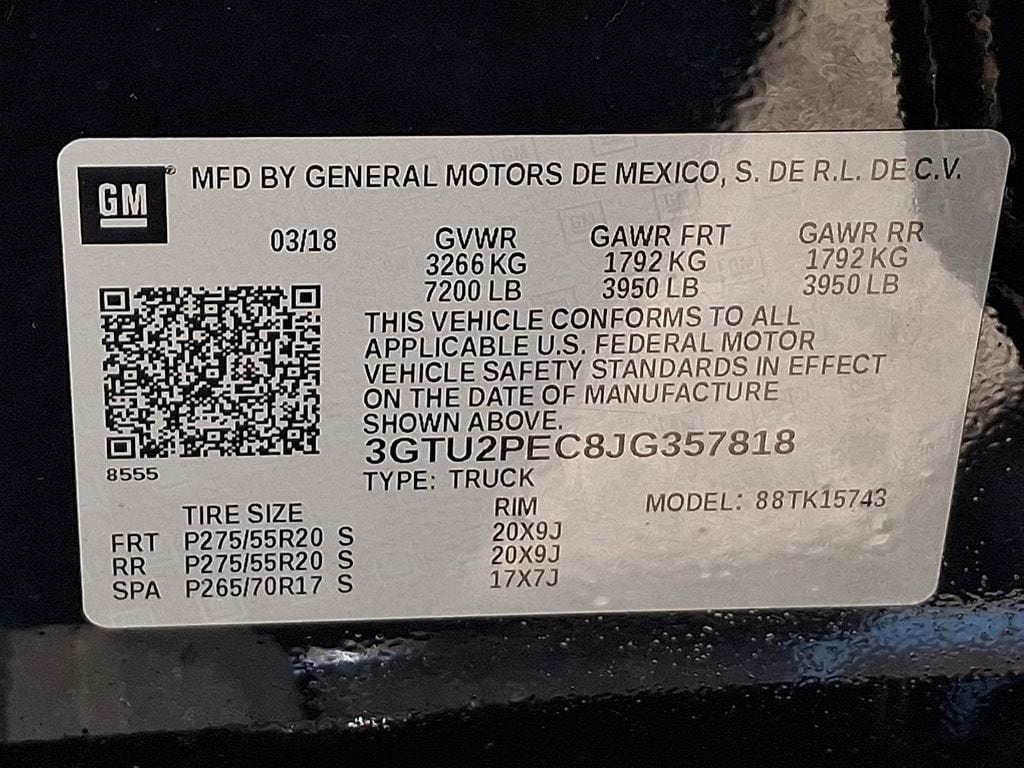 GM® MFD BY GENERAL MOTORS DE MEXICO, S. DE R.L. DE C.V.
03/18 GVWR GAWR FRT GAWR RR
3266 KG 1792 KG 1792 KG
7200 LB 3950 LB 3950 LB
THIS VEHICLE CONFORMS TO ALL
APPLICABLE U.S. FEDERAL MOTOR
VEHICLE SAFETY STANDARDS IN EFFECT
ON THE DATE OF MANUFACTURE
SHOWN ABOVE.
3GTU2PEC8JG357818
8555
TYPE: TRUCK
TIRE SIZE RIM MODEL: 88TK15743
FRT P275/55R20 S 20X9J
RR P275/55R20 S 20X9J
SPA P265/70R17 S 17X7J